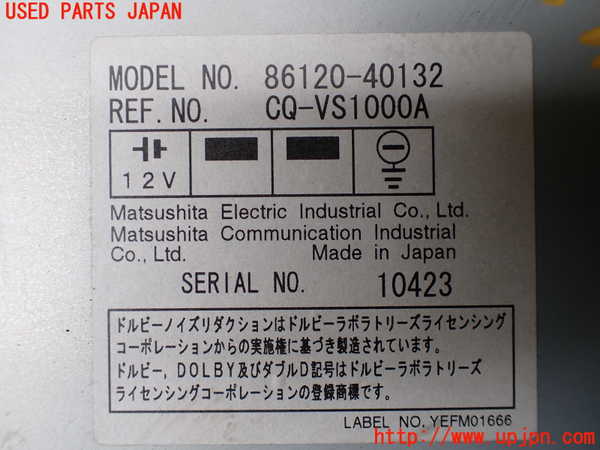 USED PARTS JAPAN
MODEL NO. 86120-40132
REF.NO. CQ-VS1000A
12V
Matsushita Electric Industrial Co., Ltd.
Matsushita Communication Industrial
Co., Ltd. Made in Japan
SERIAL NO. 10423
ドルビーノイズリダクションはドルビーラボラトリーズライセンシング
コーポレーションからの実施権に基づき製造されています。
ドルビー, DOLBY及びダブルD記号はドルビーラボラトリーズ
ライセンシングコーポレーションの登録商標です。
LABEL NO. YEFM01666
http://www.upjpn.com/